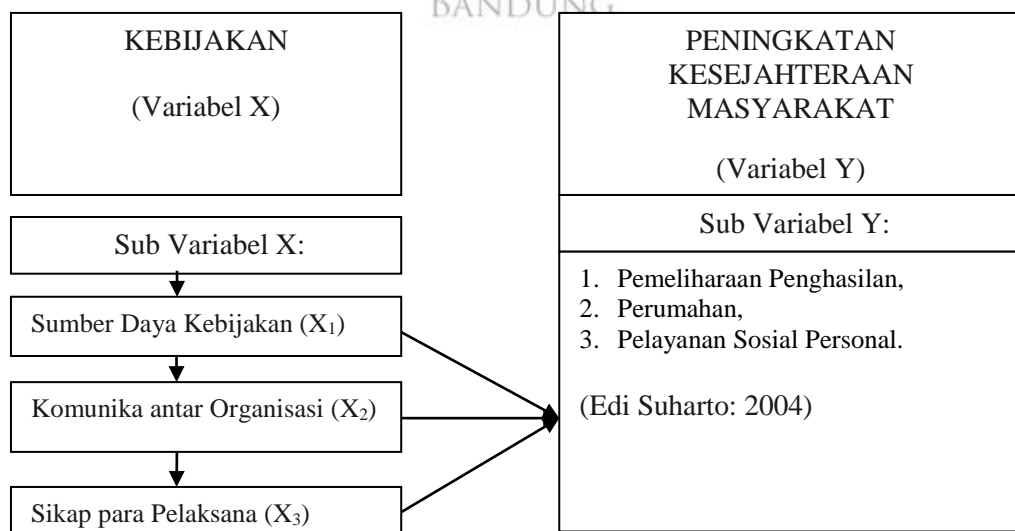 BANDUNG
KEBIJAKAN
(Variabel X)
Sub Variabel X:
Sumber Daya Kebijakan (X₁)
Komunika antar Organisasi (X₂)
Sikap para Pelaksana (X₃)
PENINGKATAN
KESEJAHTERAAN
MASYARAKAT
(Variabel Y)
Sub Variabel Y:
1. Pemeliharaan Penghasilan,
2. Perumahan,
3. Pelayanan Sosial Personal.
(Edi Suharto: 2004)